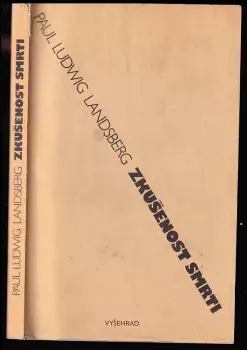 PAUL LUDWIG LANDSBERG ZKUŠENOST SMRTI
PAUL LUDWIG LANDSBERG ZKUŠENOST SMRTI
VYŠEHRAD